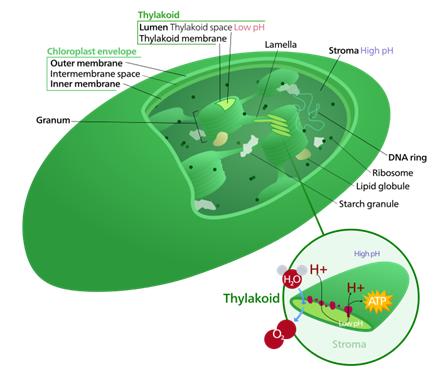 Thylakoid
Lumen Thylakoid space Low pH
Thylakoid membrane
Lamella
Stroma High pH
Chloroplast envelope
Outer membrane
Intermembrane space
Inner membrane
Granum
DNA ring
Ribosome
Lipid globule
Starch granule
High pH
H+
H₂O
H+
ATP
Thylakoid
Low pH
O₂
Stroma